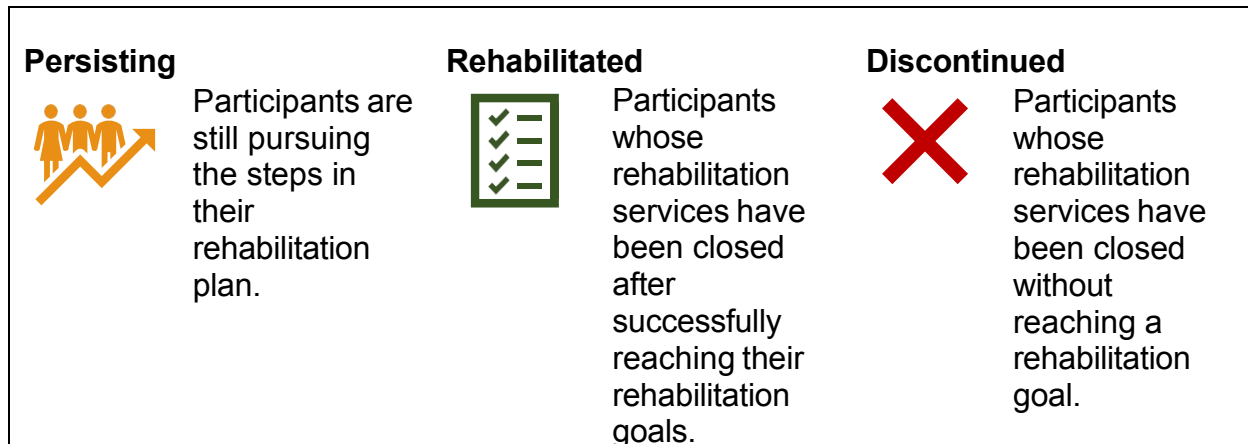 Persisting
Participants are
still pursuing
the steps in
their
rehabilitation
plan.
Rehabilitated
Participants
whose
rehabilitation
services have
been closed
after
successfully
reaching their
rehabilitation
goals.
Discontinued
Participants
whose
rehabilitation
services have
been closed
without
reaching a
rehabilitation
goal.